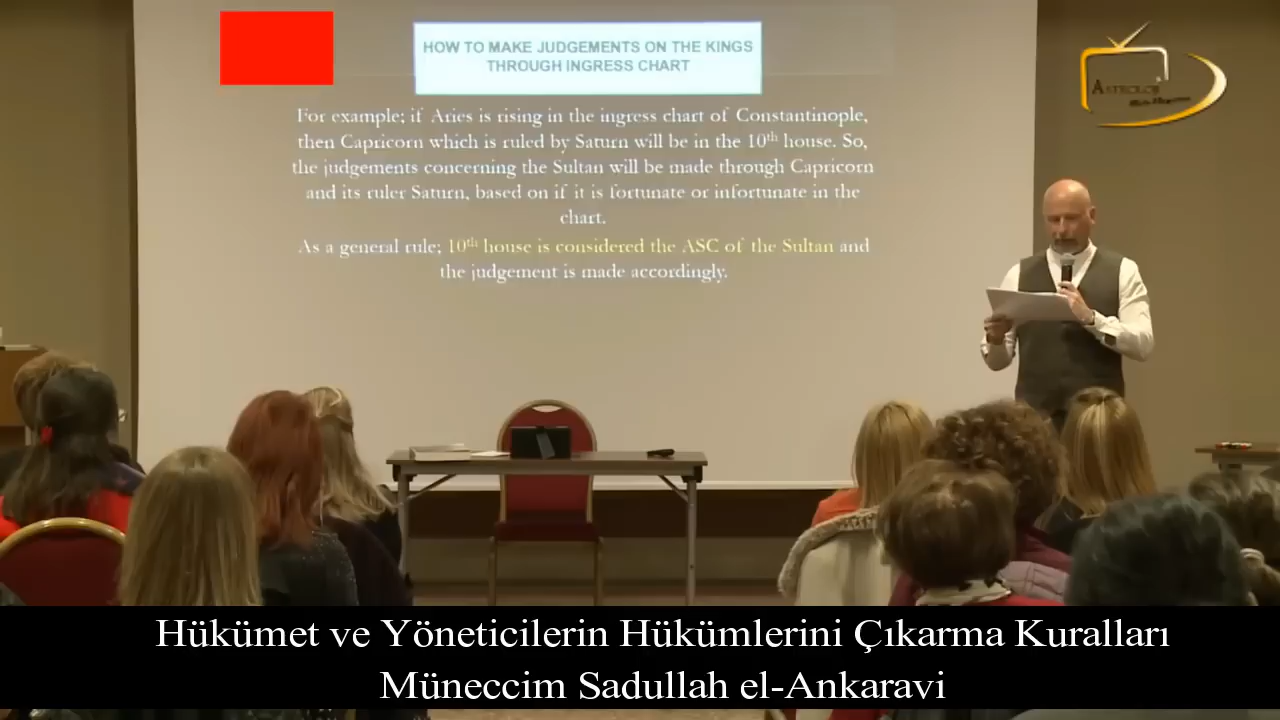 HOW TO MAKE JUDGEMENTS ON THE KINGS
THROUGH INGRESS CHART
For example; if Aries is rising in the ingress chart of Constantinople,
then Capricorn which is ruled by Saturn will be in the 10th house. So,
the judgements concerning the Sultan will be made through Capricorn
and its ruler Saturn, based on if it is fortunate or infortunate in the
chart.
As a general rule; 10th house is considered the ASC of the Sultan and
the judgement is made accordingly.
ASTROLOJİ
Hükümet ve Yöneticilerin Hükümlerini Çıkarma Kuralları
Müneccim Sadullah el-Ankaravi